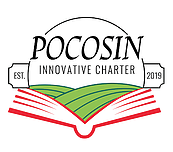 POCOSIN
INNOVATIVE CHARTER
EST. 2019